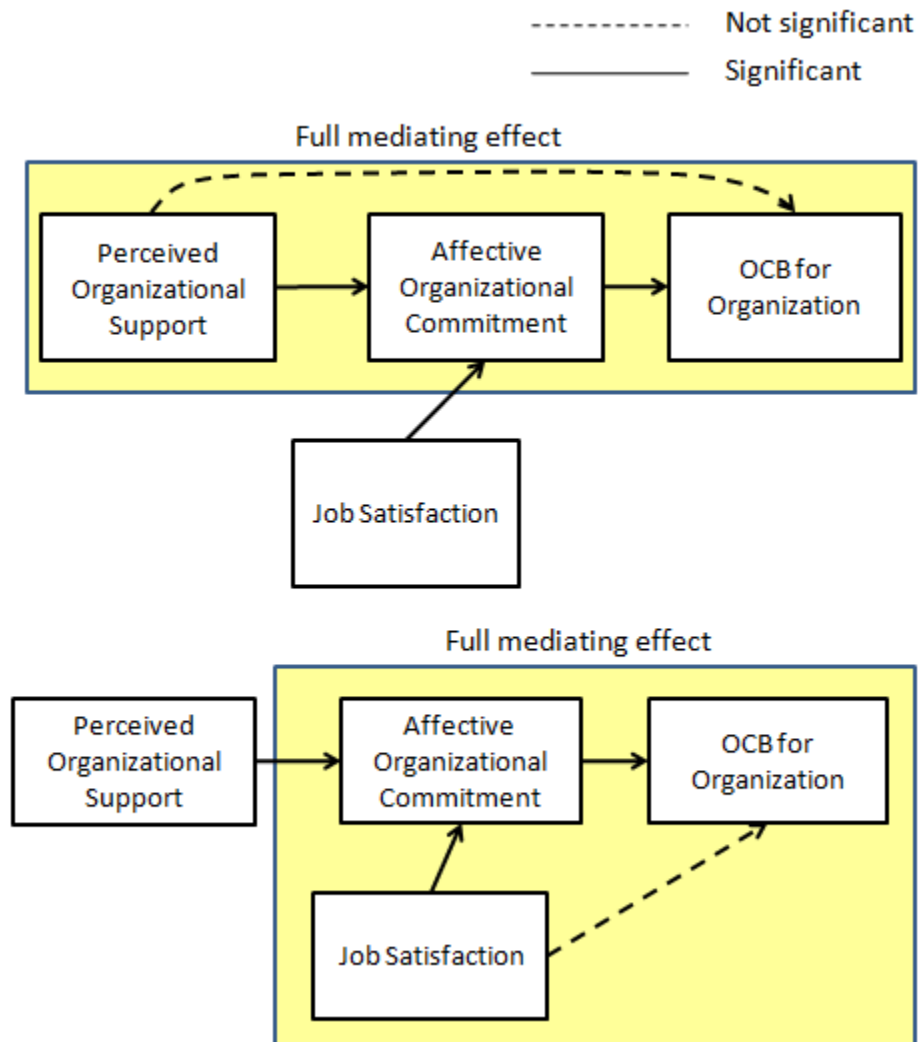 Not significant
Significant
Full mediating effect
Perceived
Organizational
Support
Affective
Organizational
Commitment
OCB for
Organization
Job Satisfaction
Full mediating effect
Perceived
Organizational
Support
Affective
Organizational
Commitment
OCB for
Organization
Job Satisfaction